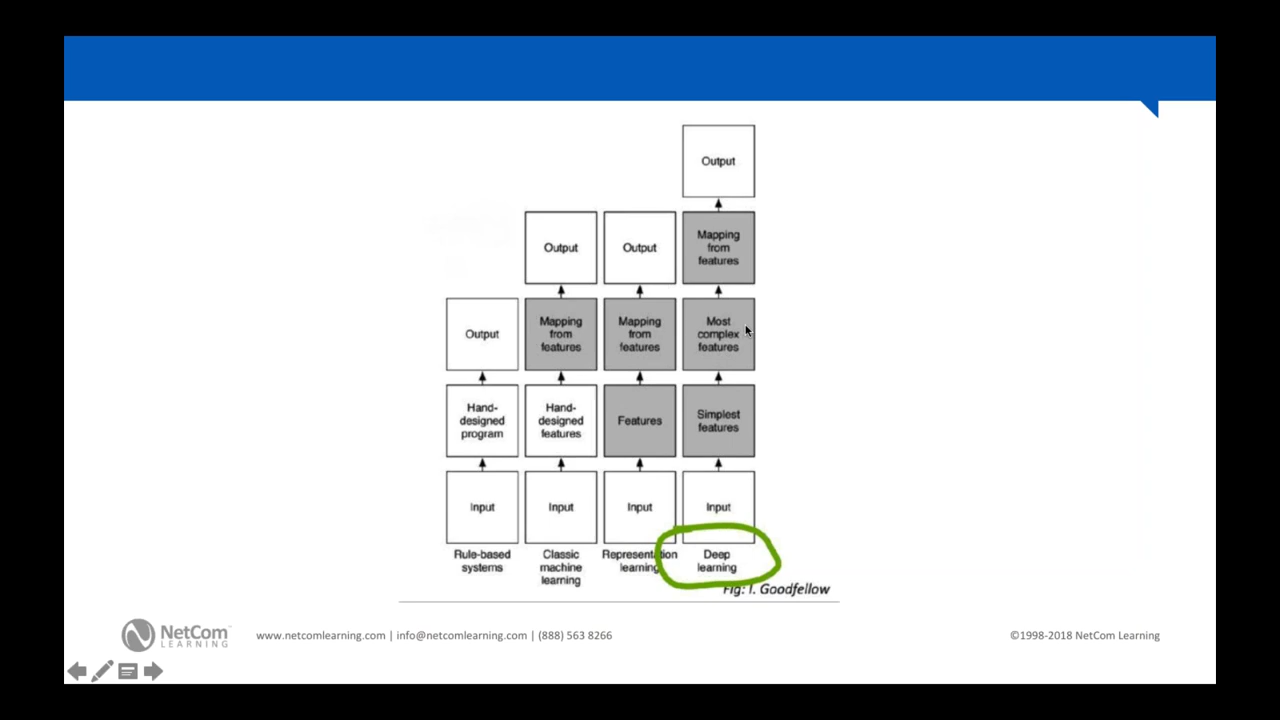 Output
Mapping
from
features
Most
complex
features
Simplest
features
Input
Deep
learning
Output
Mapping
from
features
Features
Input
Representation
learning
Output
Mapping
from
features
Hand-
designed
features
Input
Classic
machine
learning
Output
Hand-
designed
program
Input
Rule-based
systems
Fig: I. Goodfellow
NetCom™
LEARNING
www.netcomlearning.com | info@netcomlearning.com | (888) 563 8266
©1998-2018 NetCom Learning